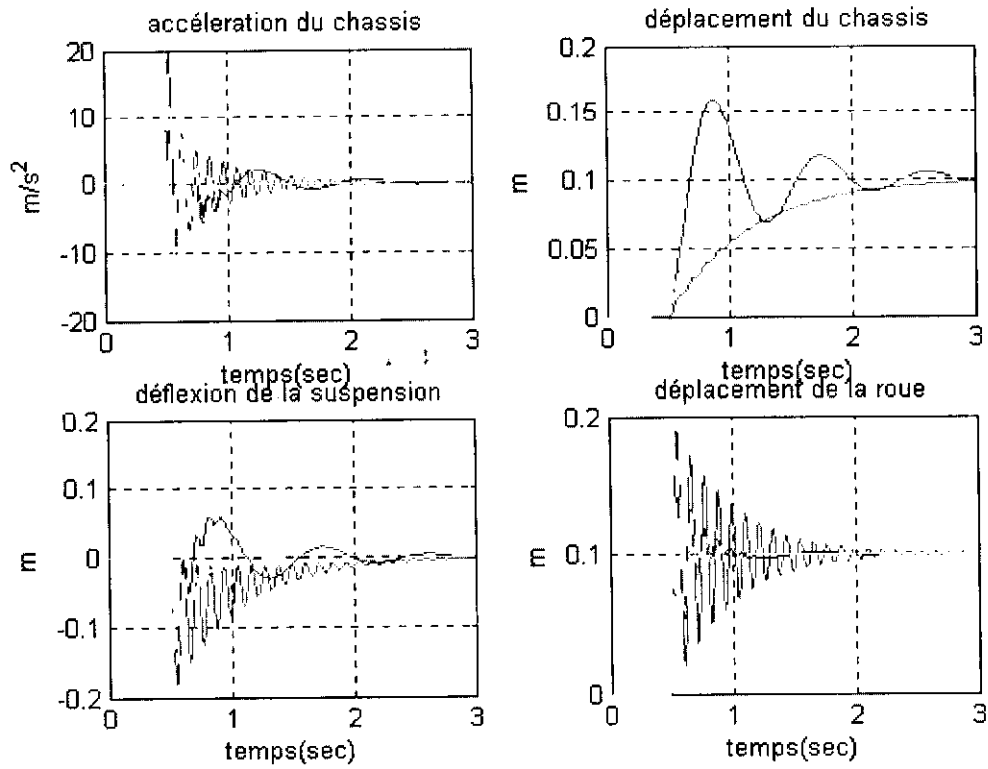 accéleration du chassis
20
10
0
-10
-20
m/s²
0 1 2 3
temps(sec)
déplacement du chassis
0.2
0.15
0.1
0.05
0
m
0 1 2 3
temps(sec)
déflexion de la suspension
0.2
0.1
0
-0.1
-0.2
m
0 1 2 3
temps(sec)
déplacement de la roue
0.2
0.1
0
m
0 1 2 3
temps(sec)